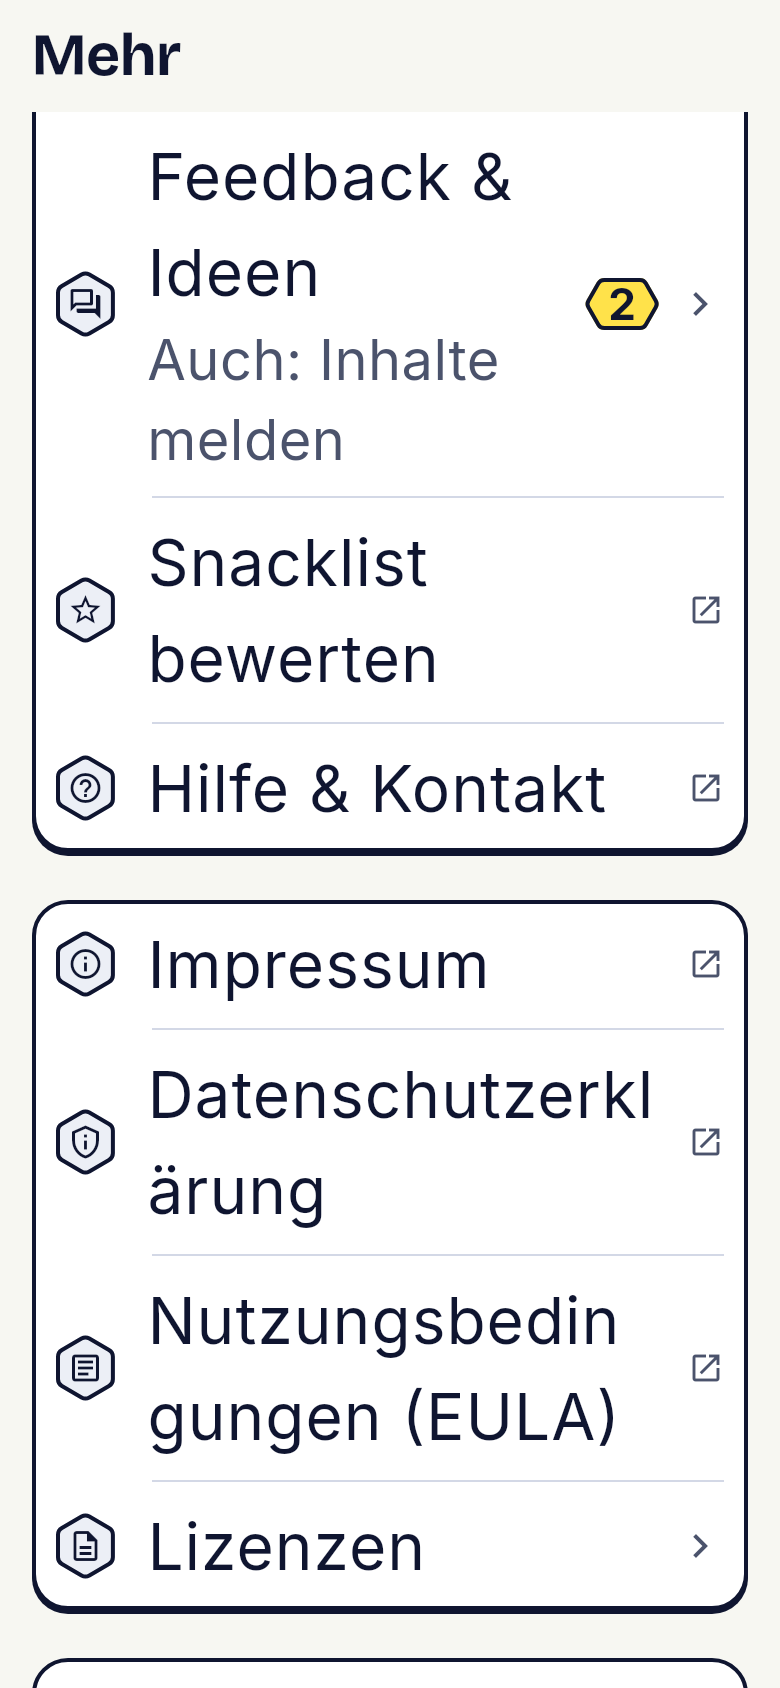 Mehr
Feedback &
Ideen
2
Auch: Inhalte
melden
Snacklist
bewerten
Hilfe & Kontakt
Impressum
Datenschutzerkl
ärung
Nutzungsbedin
gungen (EULA)
Lizenzen